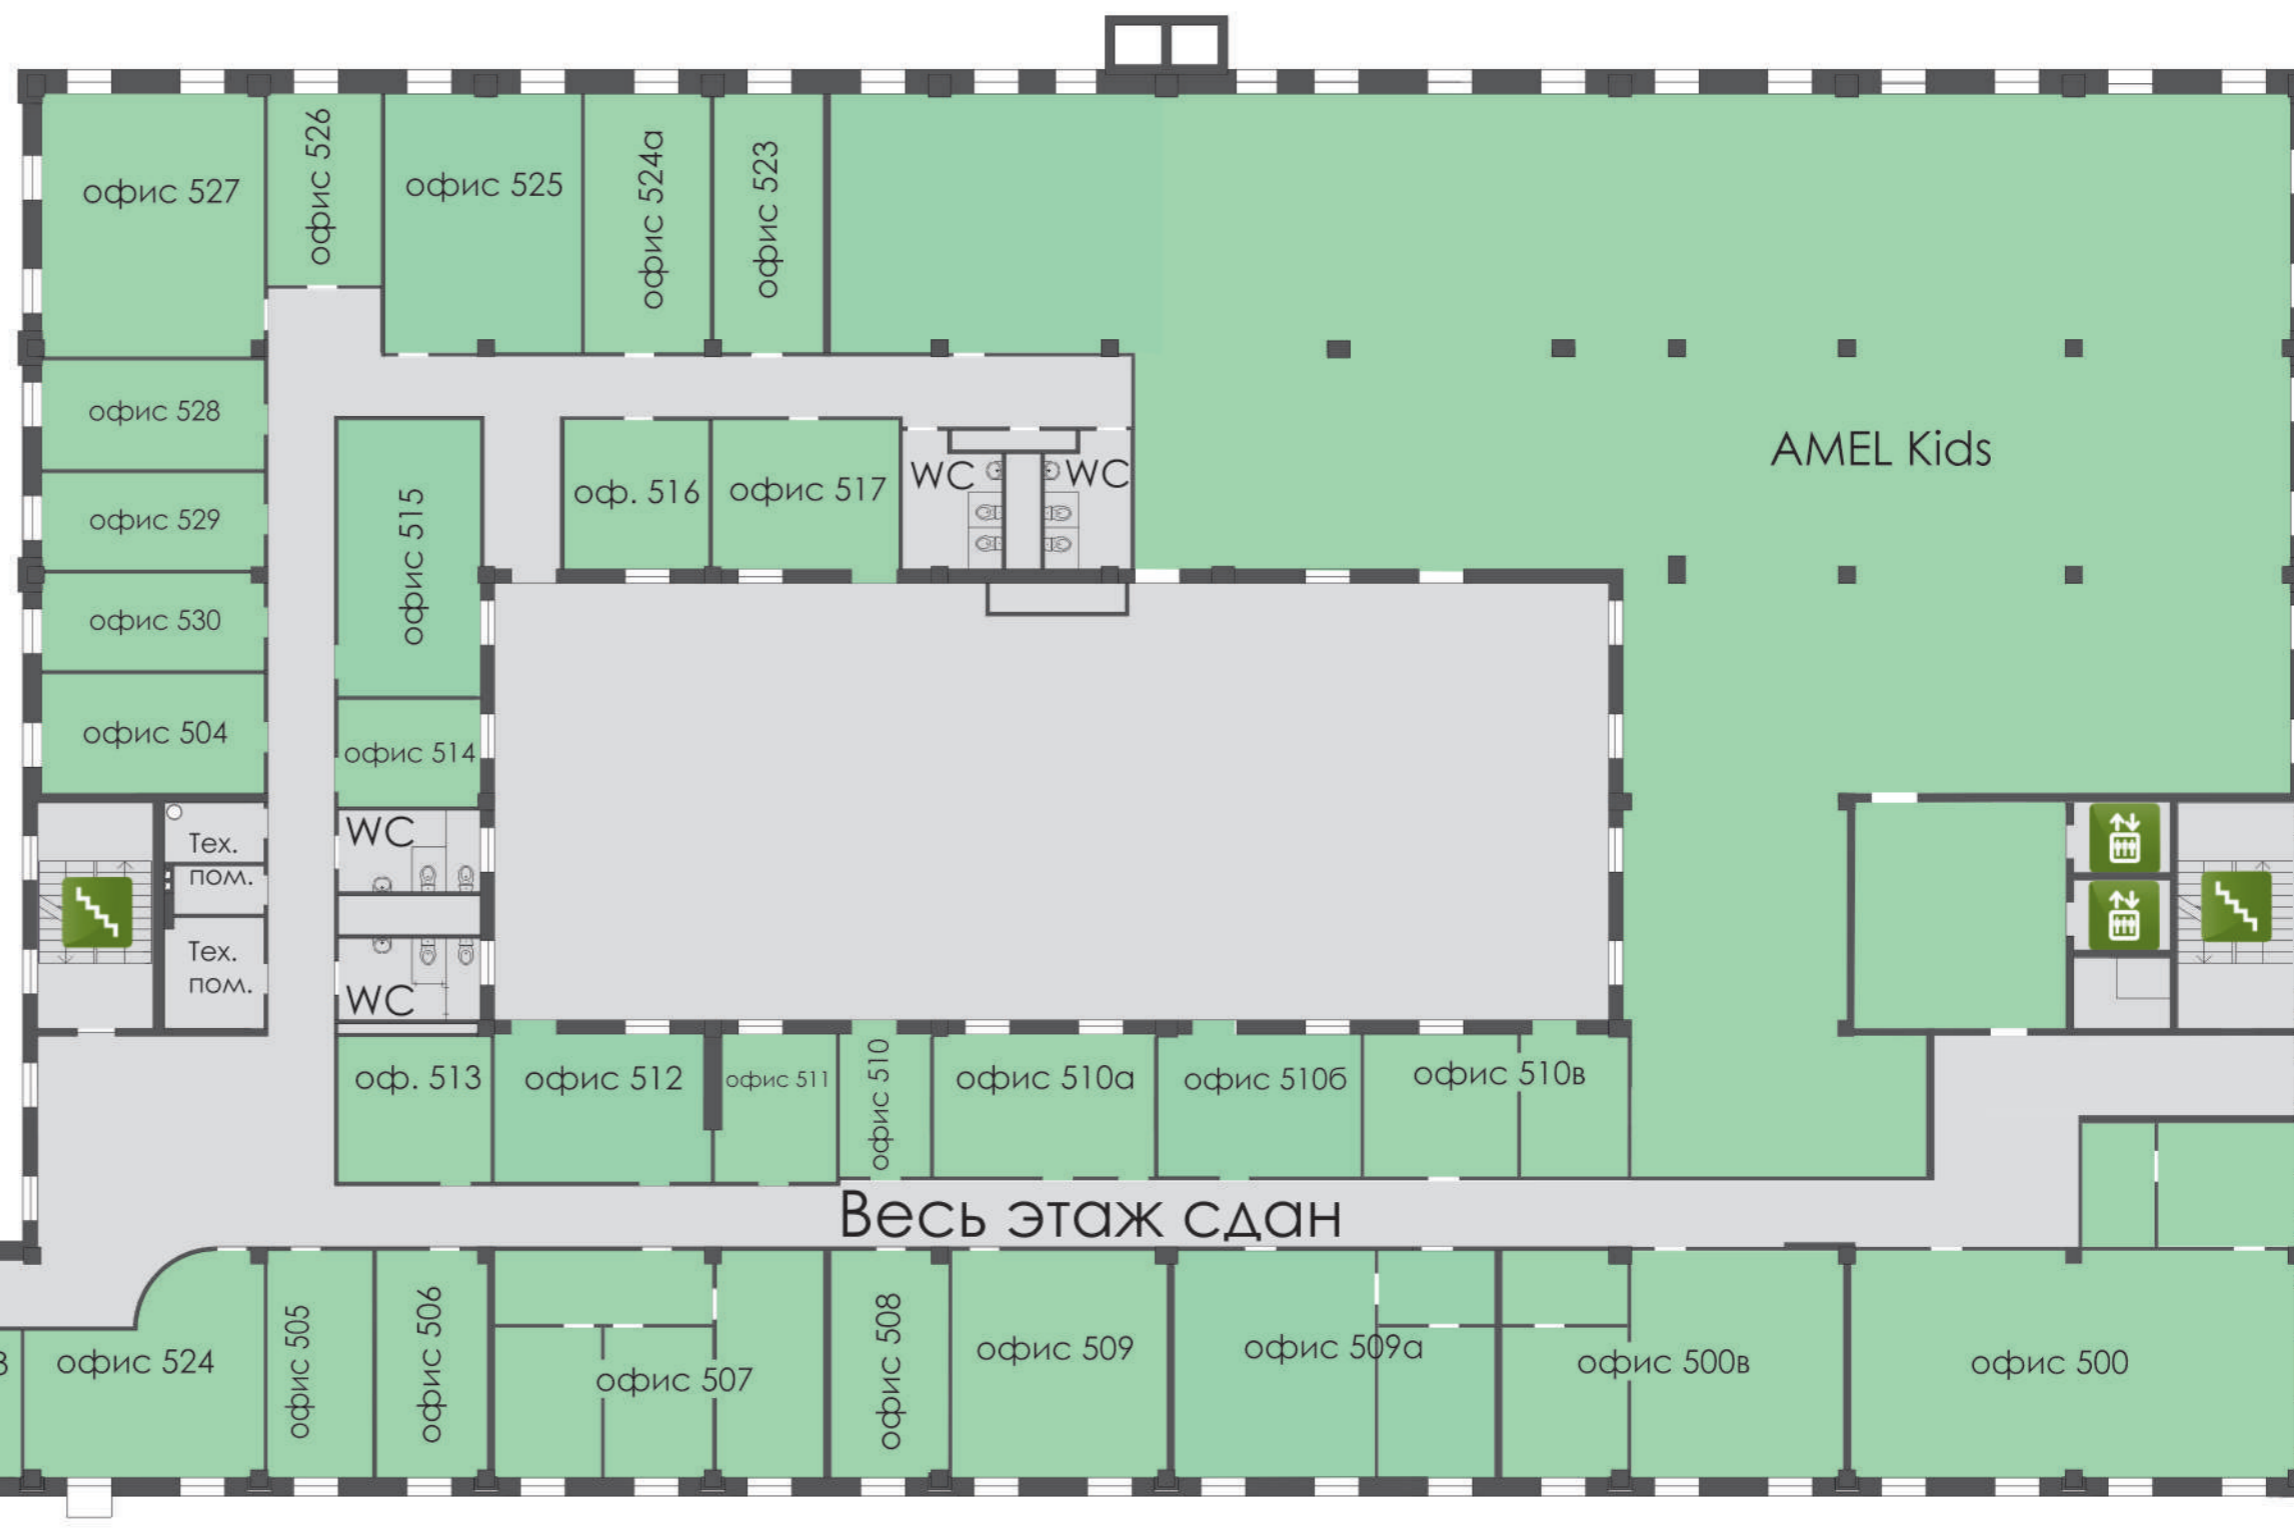 офис 527
офис 526
офис 525
офис 524а
офис 523
AMEL Kids
офис 528
офис 529
офис 530
офис 504
офис 515
оф. 516
офис 517
WC
WC
офис 514
WC
WC
Тех.
пом.
Тех.
пом.
оф. 513
офис 512
офис 511
офис 510
офис 510а
офис 510б
офис 510в
Весь этаж сдан
офис 524
офис 505
офис 506
офис 507
офис 508
офис 509
офис 509а
офис 500в
офис 500